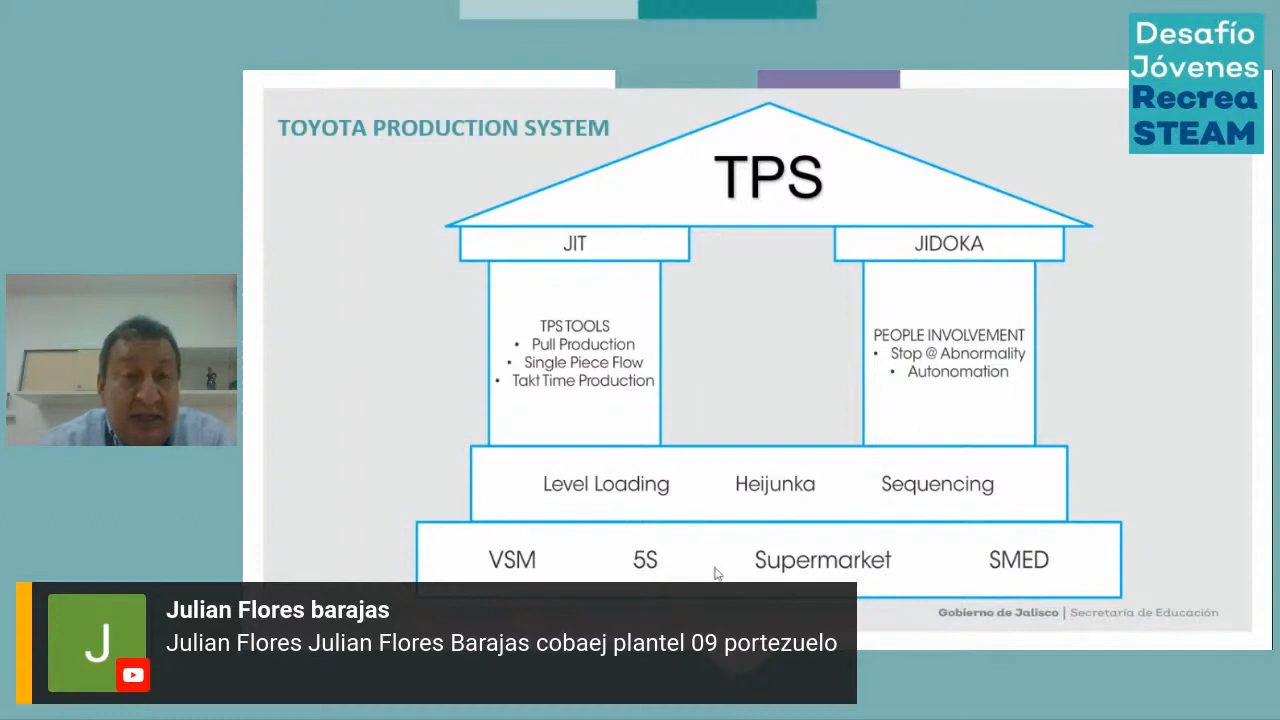 Desafío
Jóvenes
Recrea
STEAM
TOYOTA PRODUCTION SYSTEM
TPS
JIT
JIDOKA
TPS TOOLS
• Pull Production
• Single Piece Flow
• Takt Time Production
PEOPLE INVOLVEMENT
• Stop @ Abnormality
• Autonomation
Level Loading Heijunka Sequencing
VSM 5S Supermarket SMED
Gobierno de Jalisco | Secretaría de Educación
J
Julian Flores barajas
Julian Flores Julian Flores Barajas cobaej plantel 09 portezuelo